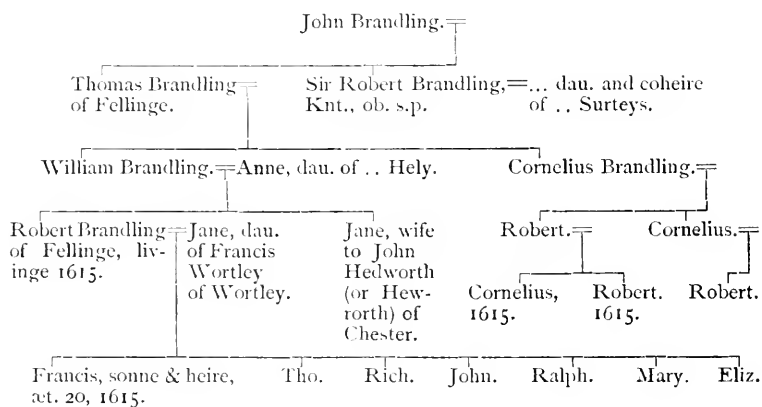 John Brandling.
Thomas Brandling
of Fellinge.
Sir Robert Brandling,
Knt., ob. s.p.
... dau. and coheire
of .. Surteys.
William Brandling.
Anne, dau. of .. Hely.
Cornelius Brandling.
Robert Brandling
of Fellinge, liv-
inge 1615.
Jane, dau.
of Francis
Wortley
of Wortley.
Jane, wife
to John
Hedworth
(or Hew-
rorth) of
Chester.
Robert.
Cornelius.
Cornelius,
1615.
Robert.
1615.
Robert.
Francis, sonne & heire,
æt. 20, 1615.
Tho.
Rich.
John.
Ralph.
Mary.
Eliz.